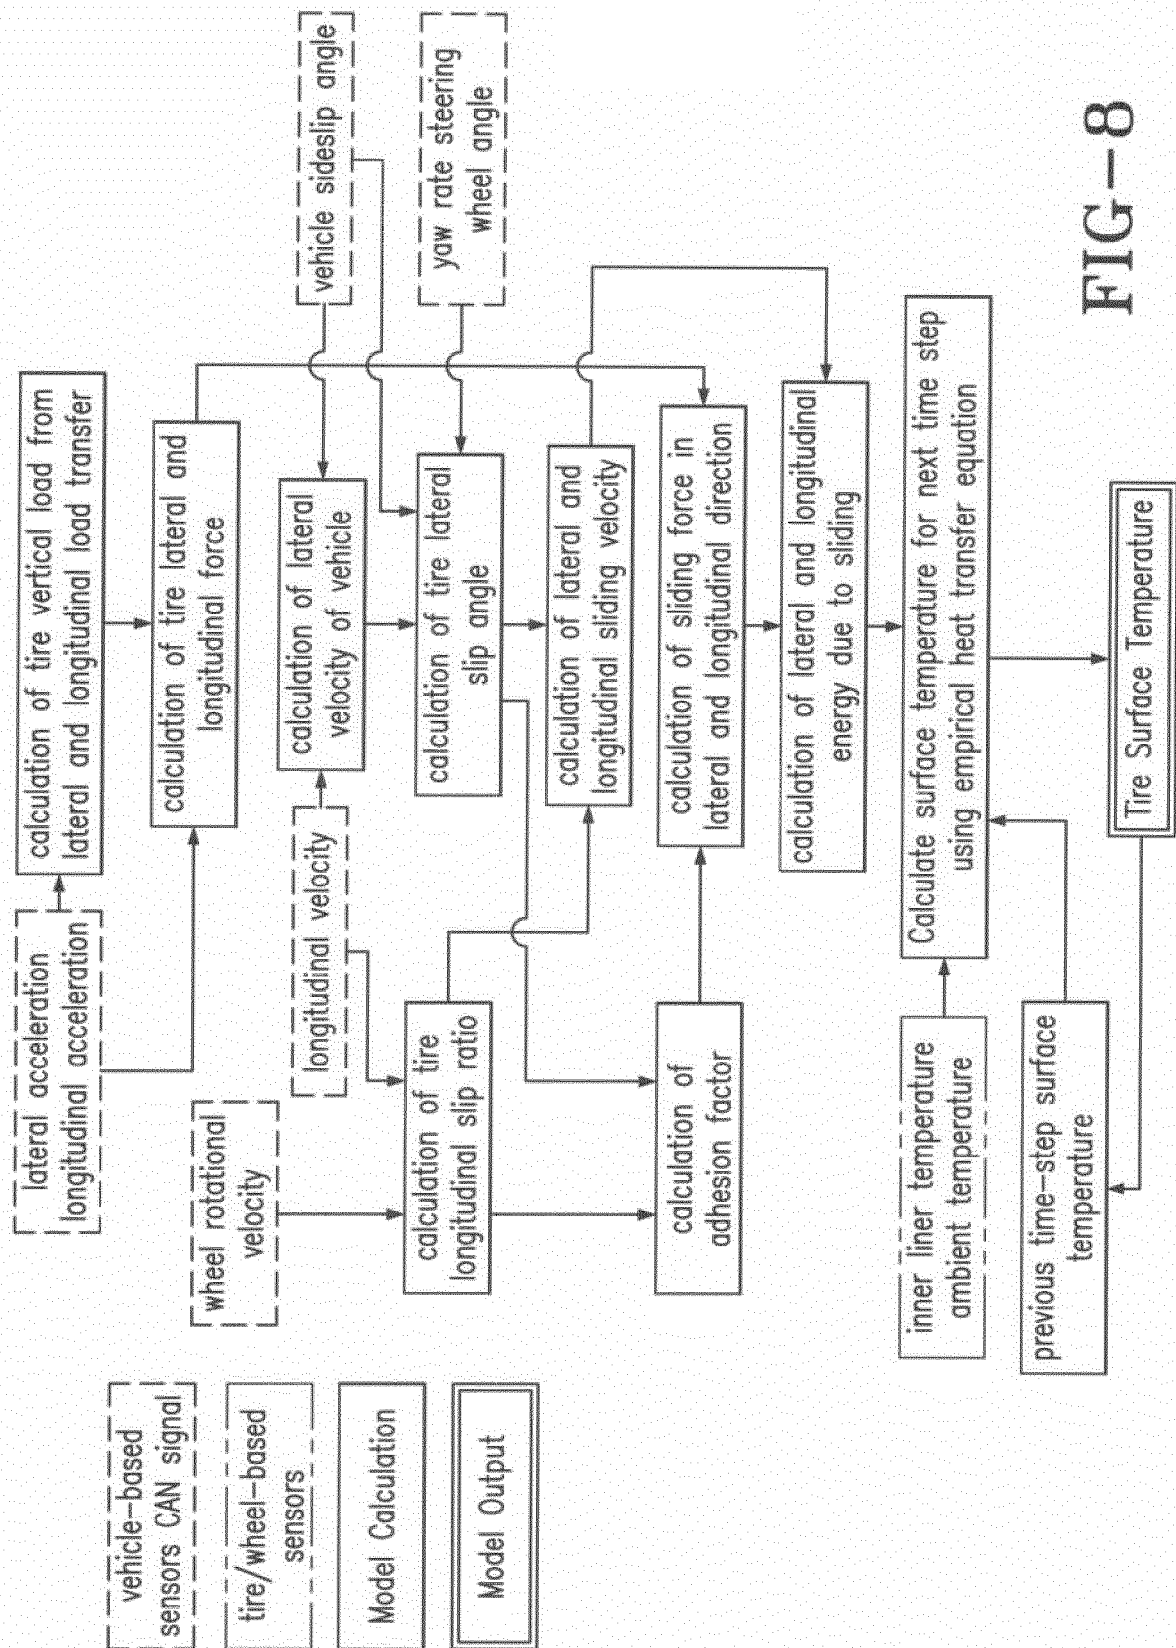 vehicle-based
sensors CAN signal
tire/wheel-based
sensors
Model Calculation
Model Output
lateral acceleration
longitudinal acceleration
calculation of tire vertical load from
lateral and longitudinal load transfer
wheel rotational
velocity
calculation of tire lateral and
longitudinal force
longitudinal velocity
calculation of lateral
velocity of vehicle
vehicle sideslip angle
calculation of tire
longitudinal slip ratio
calculation of tire lateral
slip angle
yaw rate steering
wheel angle
calculation of lateral and
longitudinal sliding velocity
calculation of
adhesion factor
calculation of sliding force in
lateral and longitudinal direction
calculation of lateral and longitudinal
energy due to sliding
inner liner temperature
ambient temperature
Calculate surface temperature for next time step
using empirical heat transfer equation
previous time-step surface
temperature
Tire Surface Temperature
FIG-8